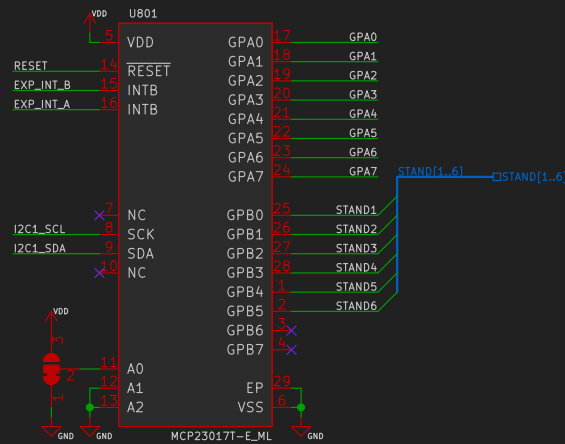 U801
VDD
5 VDD GPA0 17 GPA0
RESET 14 RESET GPA1 18 GPA1
EXP_INT_B 15 INTB GPA2 19 GPA2
EXP_INT_A 16 INTB GPA3 20 GPA3
GPA4 21 GPA4
GPA5 22 GPA5
GPA6 23 GPA6
GPA7 24 GPA7
STAND[1..6] STAND[1..6]
7 NC GPB0 25 STAND1
I2C1_SCL 8 SCK GPB1 26 STAND2
I2C1_SDA 9 SDA GPB2 27 STAND3
10 NC GPB3 28 STAND4
GPB4 1 STAND5
GPB5 2 STAND6
VDD
GPB6 3
3 GPB7 4
2 11 A0
1 12 A1 EP 29
13 A2 VSS 6
GND GND MCP23017T-E_ML GND